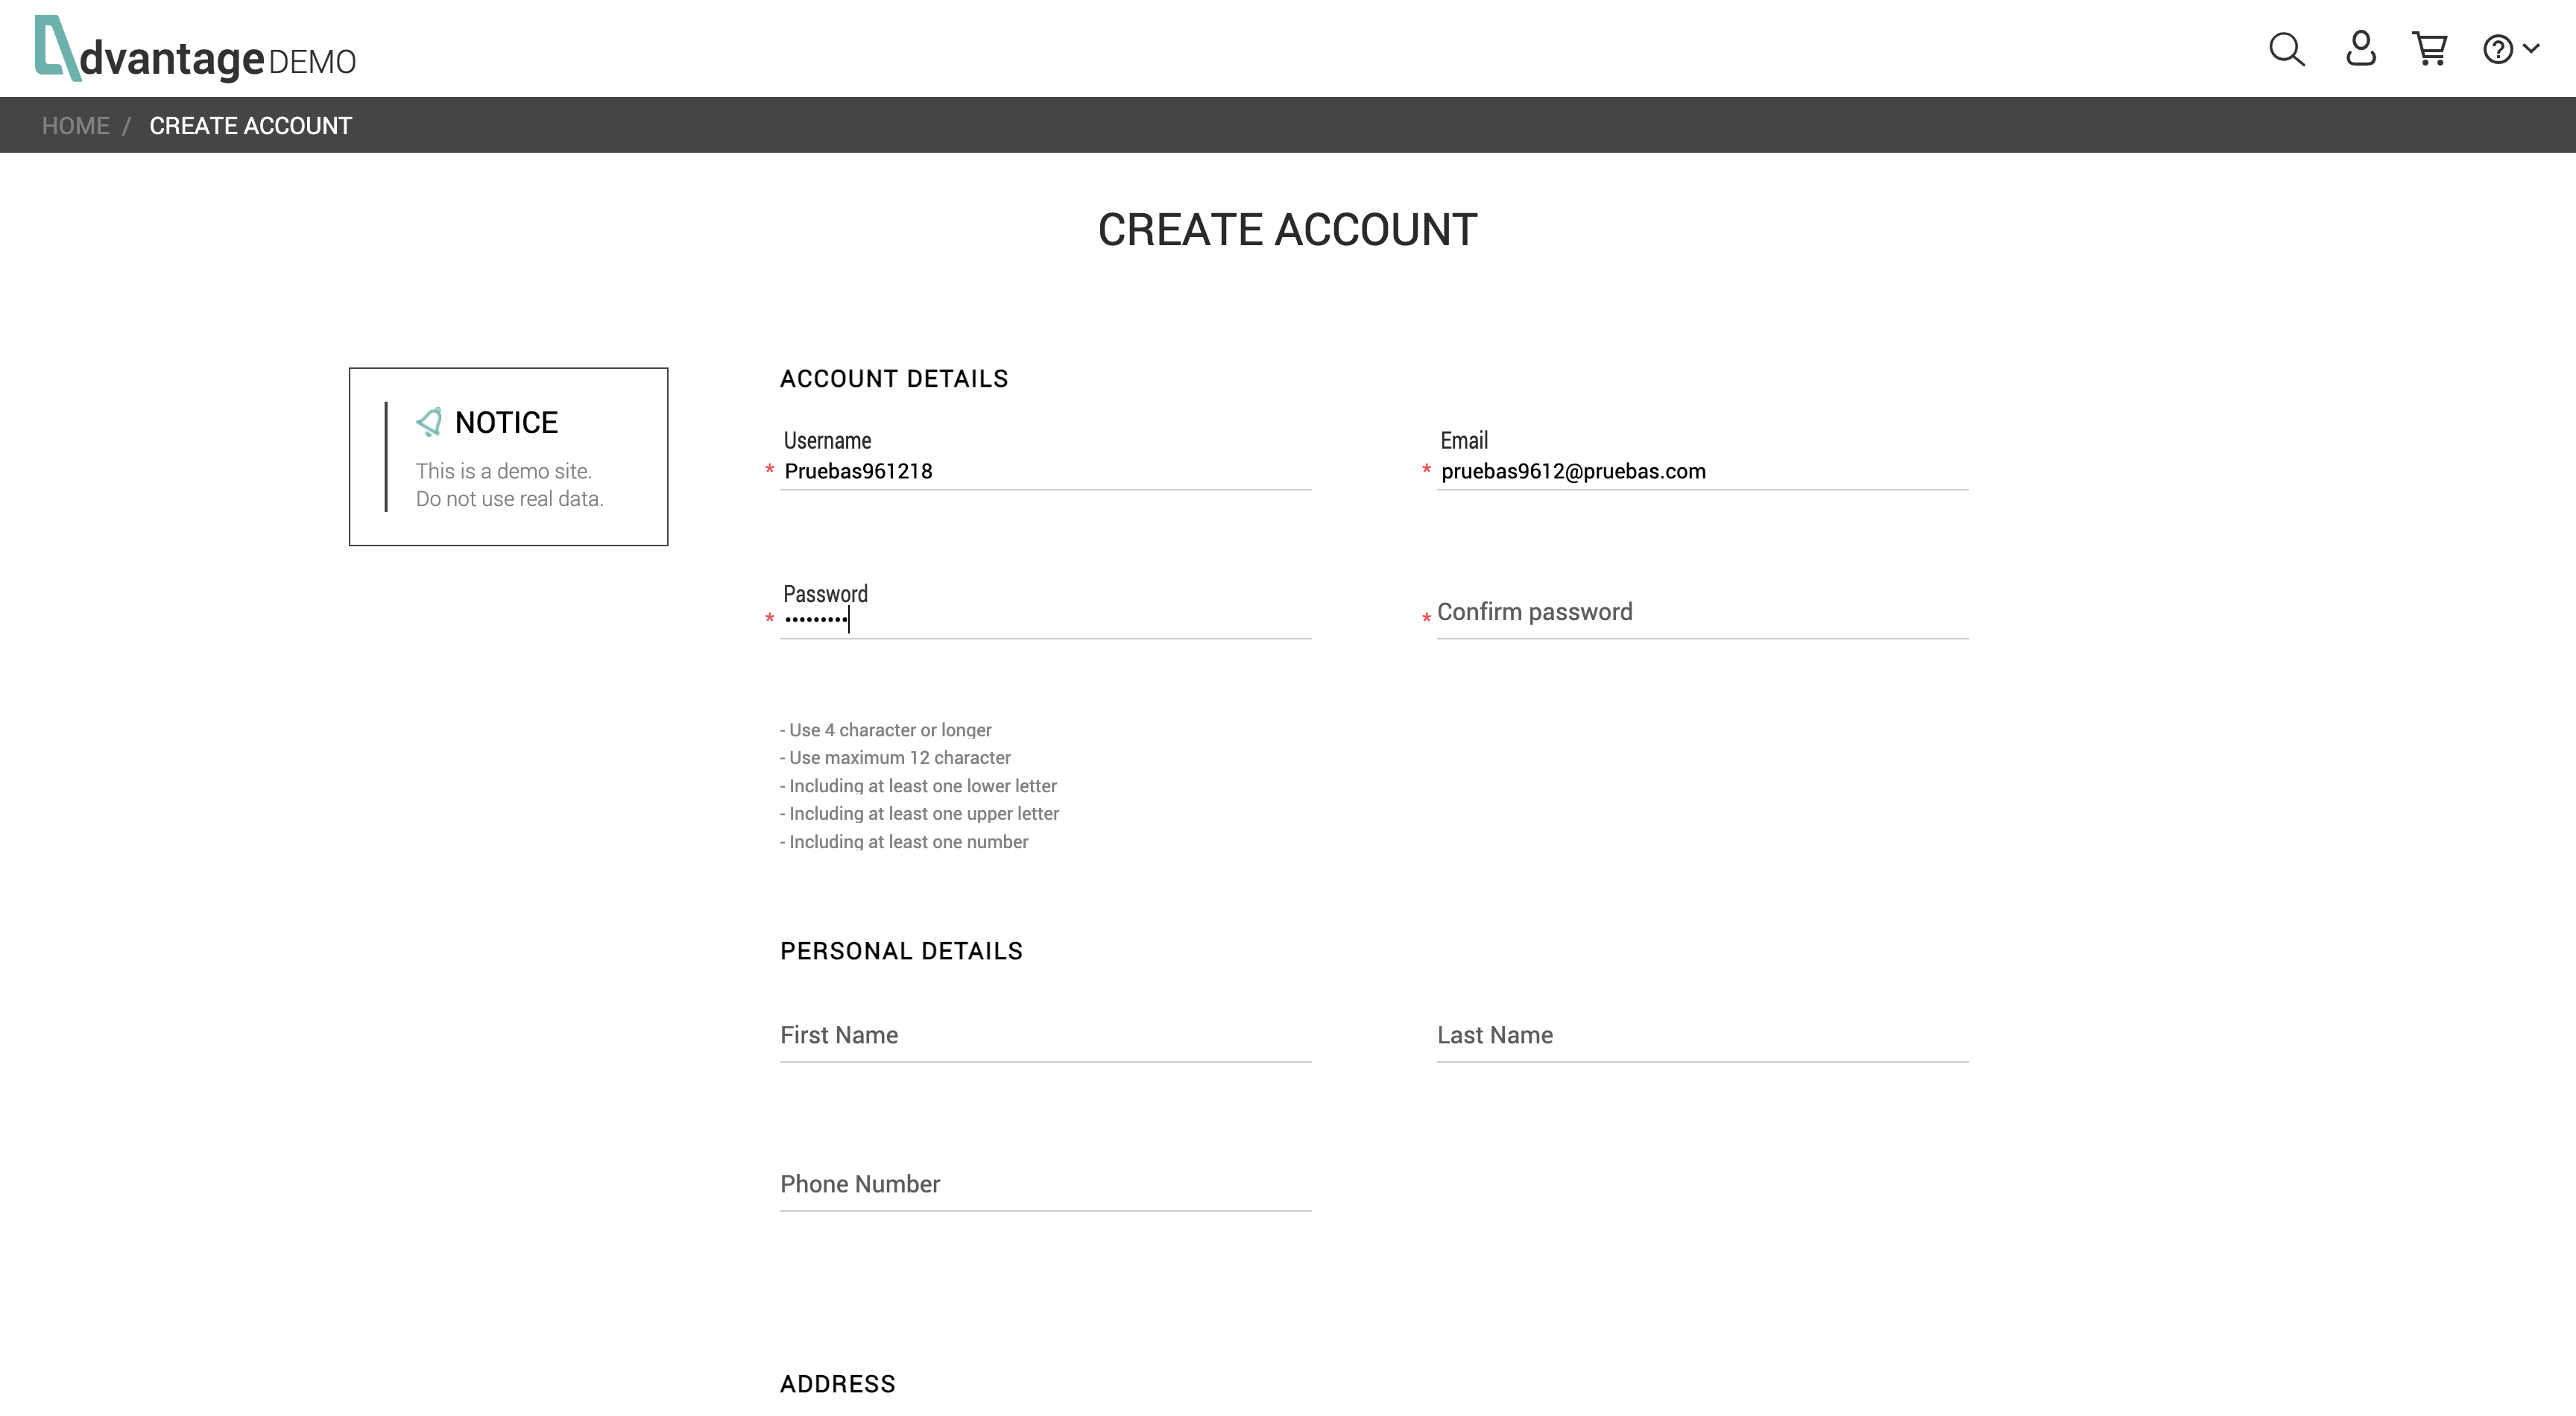 dvantage DEMO
HOME / CREATE ACCOUNT
CREATE ACCOUNT
NOTICE
This is a demo site.
Do not use real data.
ACCOUNT DETAILS
Username
* Pruebas961218
Email
* pruebas9612@pruebas.com
Password
* •••••••••
* Confirm password
- Use 4 character or longer
- Use maximum 12 character
- Including at least one lower letter
- Including at least one upper letter
- Including at least one number
PERSONAL DETAILS
First Name
Last Name
Phone Number
ADDRESS